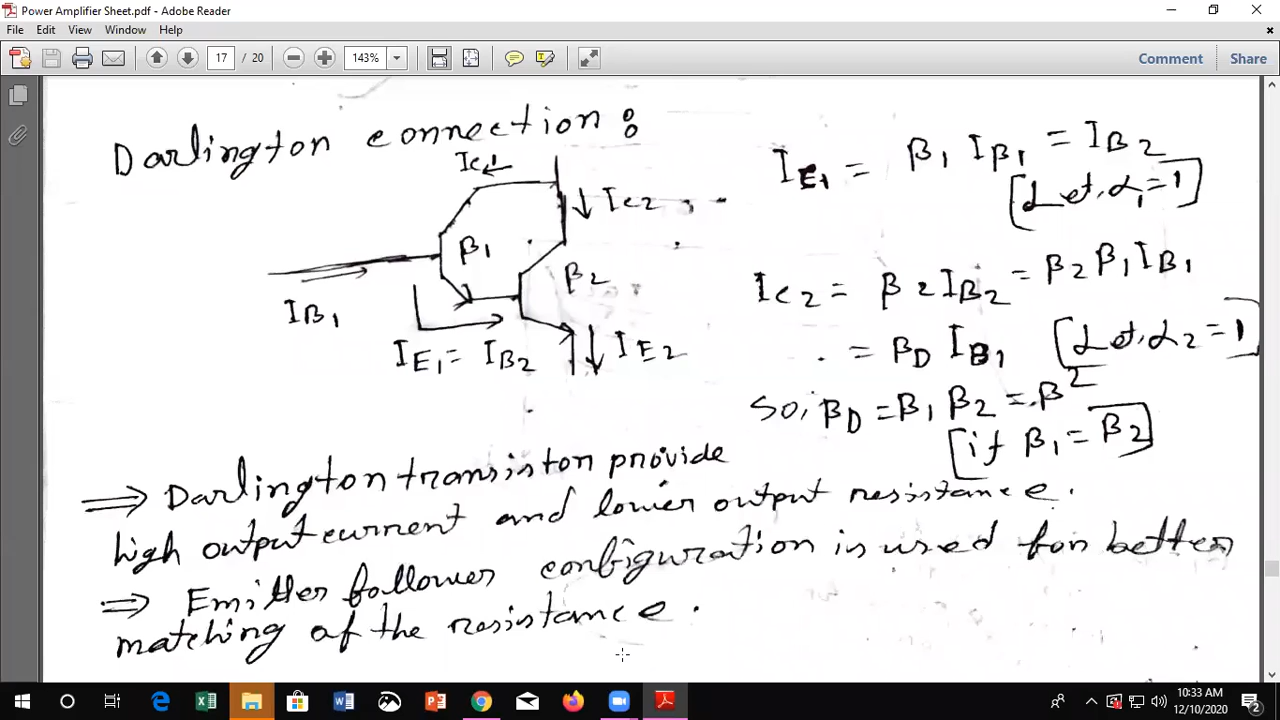 Power Amplifier Sheet.pdf - Adobe Reader
File Edit View Window Help
17 / 20 143% Comment Share
Darlington connection:
IC1
IC2
β1
β2
IB1
IE1 = IB2
IE2
IE1 = β1 IB1 = IB2
[Let, α1 = 1]
IC2 = β2 IB2 = β2 β1 IB1
= βD IB1 [Let, α2 = 1]
So, βD = β1 β2 = β²
[if β1 = β2]
⇒ Darlington transistor provide
high output current and lower output resistance.
⇒ Emitter follower configuration is used for better
matching of the resistance.
10:33 AM
12/10/2020
2